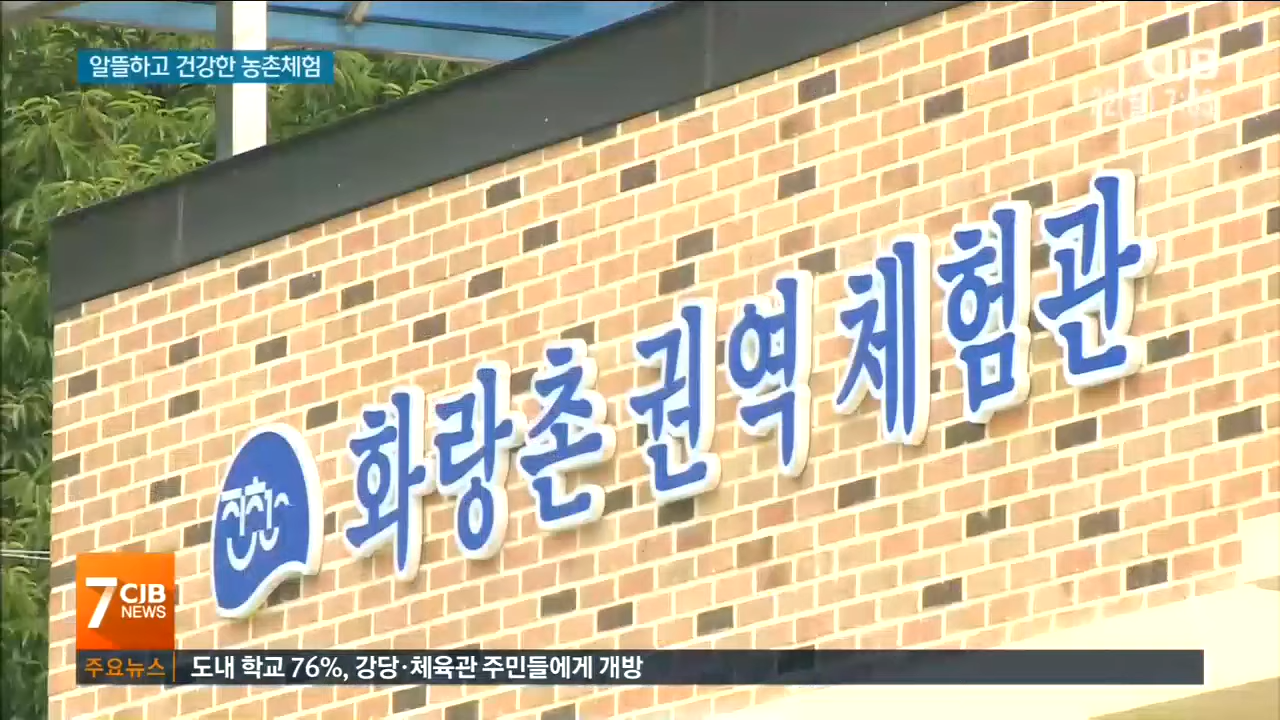 알뜰하고 건강한 농촌체험
CJB
화랑촌 권역 체험관
7 CJB NEWS
주요뉴스 도내 학교 76%, 강당·체육관 주민들에게 개방